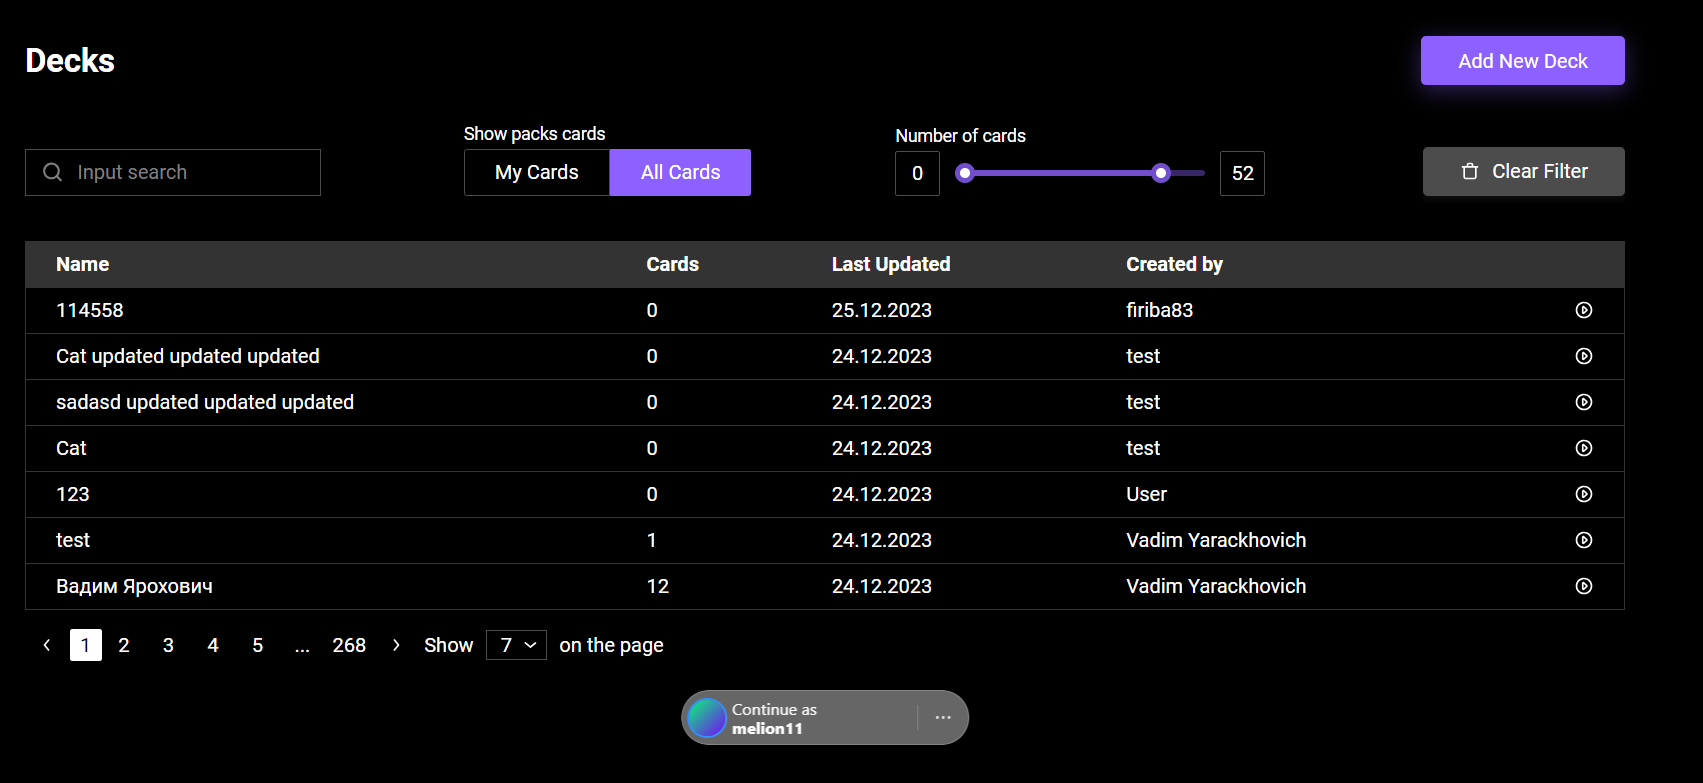 Decks
Add New Deck
Input search
Show packs cards
My Cards All Cards
Number of cards
0 52
Clear Filter
Name Cards Last Updated Created by
114558 0 25.12.2023 firiba83
Cat updated updated updated 0 24.12.2023 test
sadasd updated updated updated 0 24.12.2023 test
Cat 0 24.12.2023 test
123 0 24.12.2023 User
test 1 24.12.2023 Vadim Yarackhovich
Вадим Ярохович 12 24.12.2023 Vadim Yarackhovich
1 2 3 4 5 ... 268 Show 7 on the page
Continue as
melion11